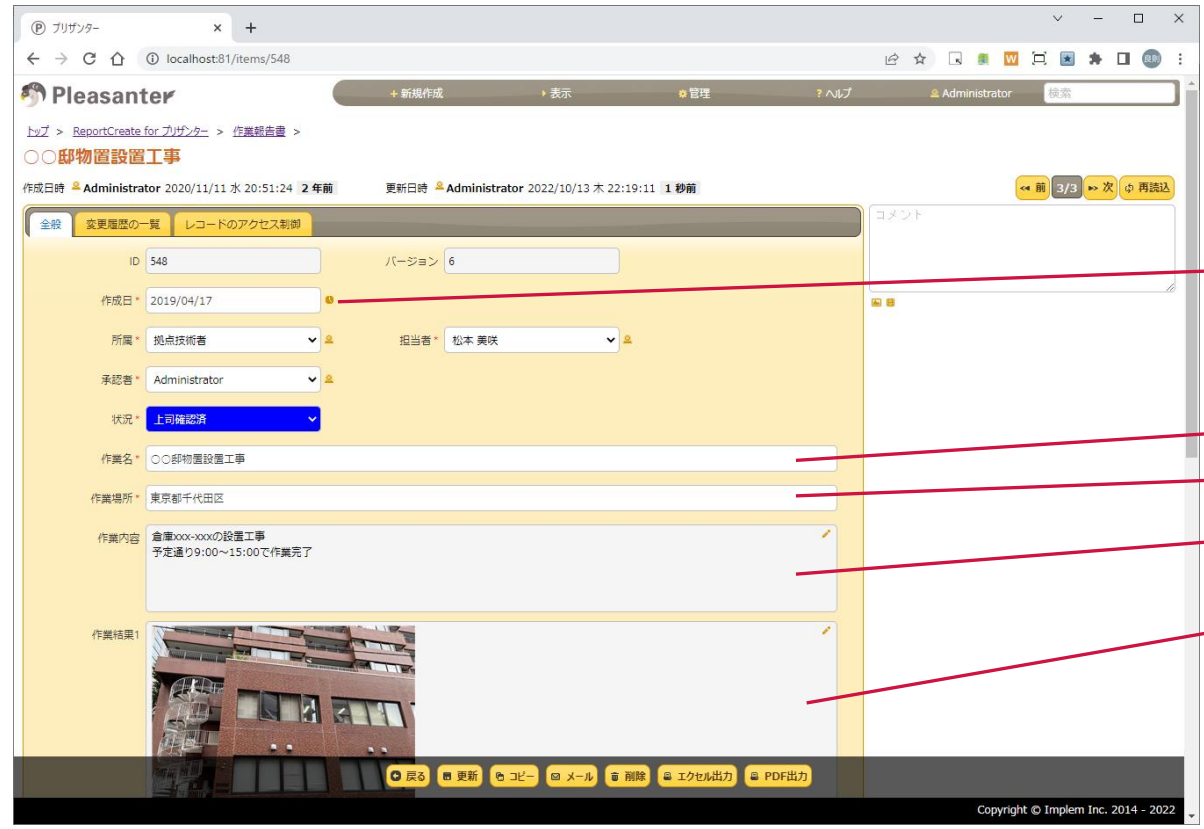 プリザンター
localhost:81/items/548
Pleasanter
+ 新規作成 表示 管理 ? ヘルプ Administrator 検索
トップ > ReportCreate for プリザンター > 作業報告書 >
○○邸物置設置工事
作成日時 Administrator 2020/11/11 水 20:51:24 2 年前 更新日時 Administrator 2022/10/13 木 22:19:11 1 秒前 前 3/3 次 再読込
全般 変更履歴の一覧 レコードのアクセス制御 コメント
ID 548 バージョン 6
作成日* 2019/04/17
所属* 拠点技術者 担当者* 松本 美咲
承認者* Administrator
状況* 上司確認済
作業名* ○○邸物置設置工事
作業場所* 東京都千代田区
作業内容 倉庫xxx-xxxの設置工事
予定通り9:00～15:00で作業完了
作業結果1
戻る 更新 コピー メール 削除 エクセル出力 PDF出力
Copyright © Implem Inc. 2014 - 2022